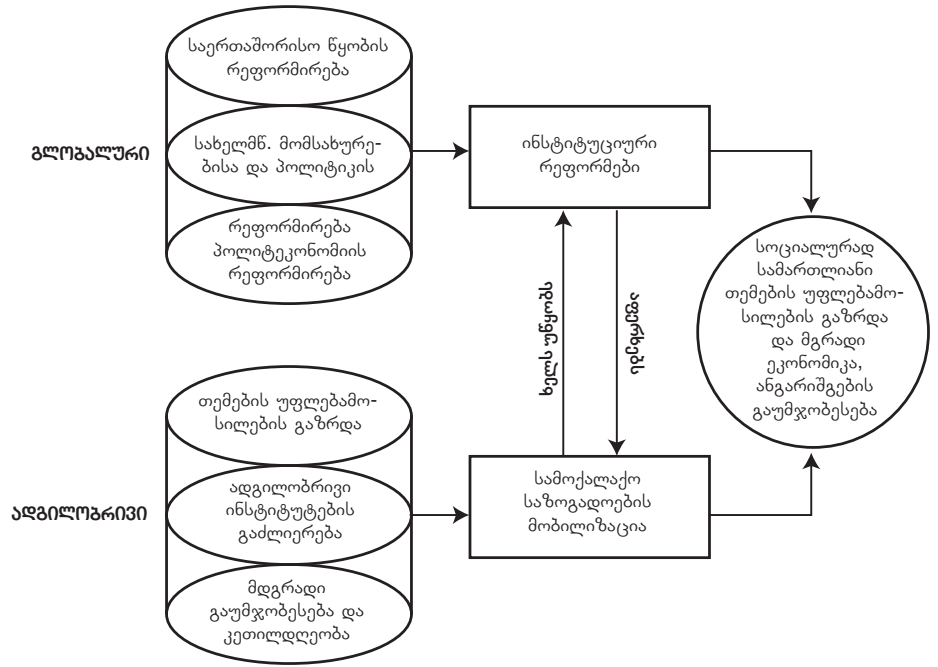 საერთაშორისო წყობის
რეფორმირება
გლობალური
სახელმწ. მომსახურე-
ბისა და პოლიტიკის
რეფორმირება
პოლიტეკონომიის
რეფორმირება
ინსტიტუციური
რეფორმები
ხელს უწყობს
აფერხებს
სოციალურად
სამართლიანი
თემების უფლებამო-
სილების გაზრდა
და მგრადი
ეკონომიკა,
ანგარიშგების
გაუმჯობესება
თემების უფლებამო-
სილების გაზრდა
ადგილობრივი
ადგილობრივი
ინსტიტუტების
გაძლიერება
მდგრადი
გაუმჯობესება და
კეთილდღეობა
სამოქალაქო
საზოგადოების
მობილიზაცია